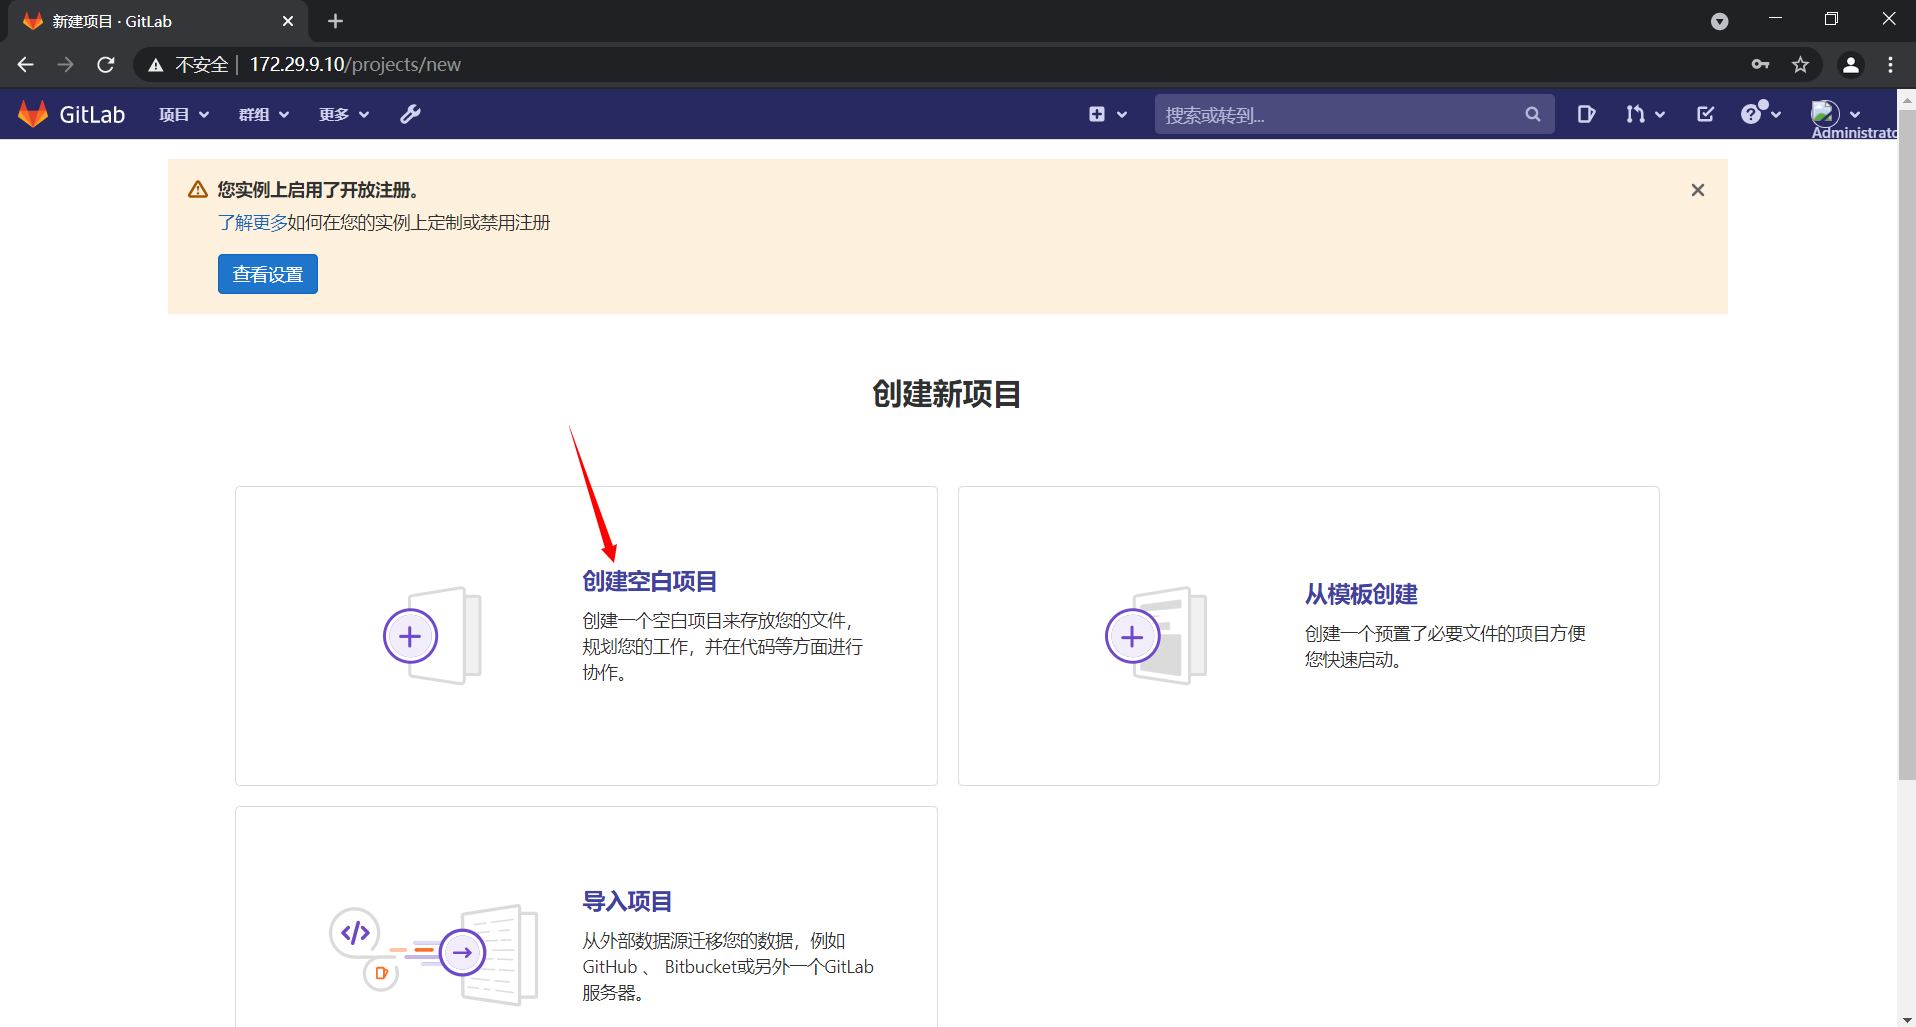 新建项目 · GitLab
不安全 | 172.29.9.10/projects/new
GitLab 项目 群组 更多 搜索或转到... Administrato
您实例上启用了开放注册。
了解更多如何在您的实例上定制或禁用注册
查看设置
创建新项目
创建空白项目
创建一个空白项目来存放您的文件，
规划您的工作，并在代码等方面进行
协作。
从模板创建
创建一个预置了必要文件的项目方便
您快速启动。
导入项目
从外部数据源迁移您的数据，例如
GitHub 、 Bitbucket或另外一个GitLab
服务器。